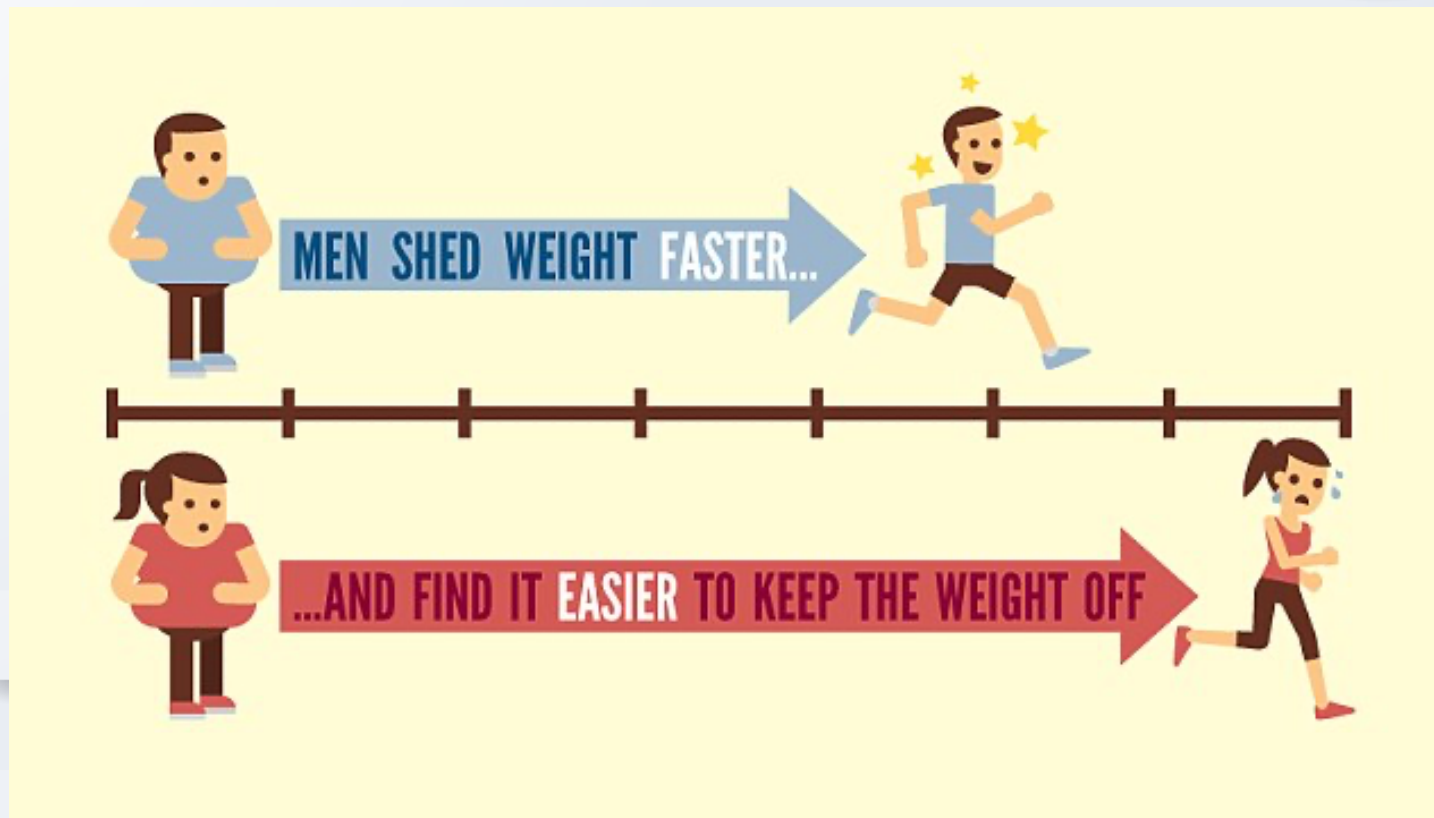 MEN SHED WEIGHT FASTER...
...AND FIND IT EASIER TO KEEP THE WEIGHT OFF